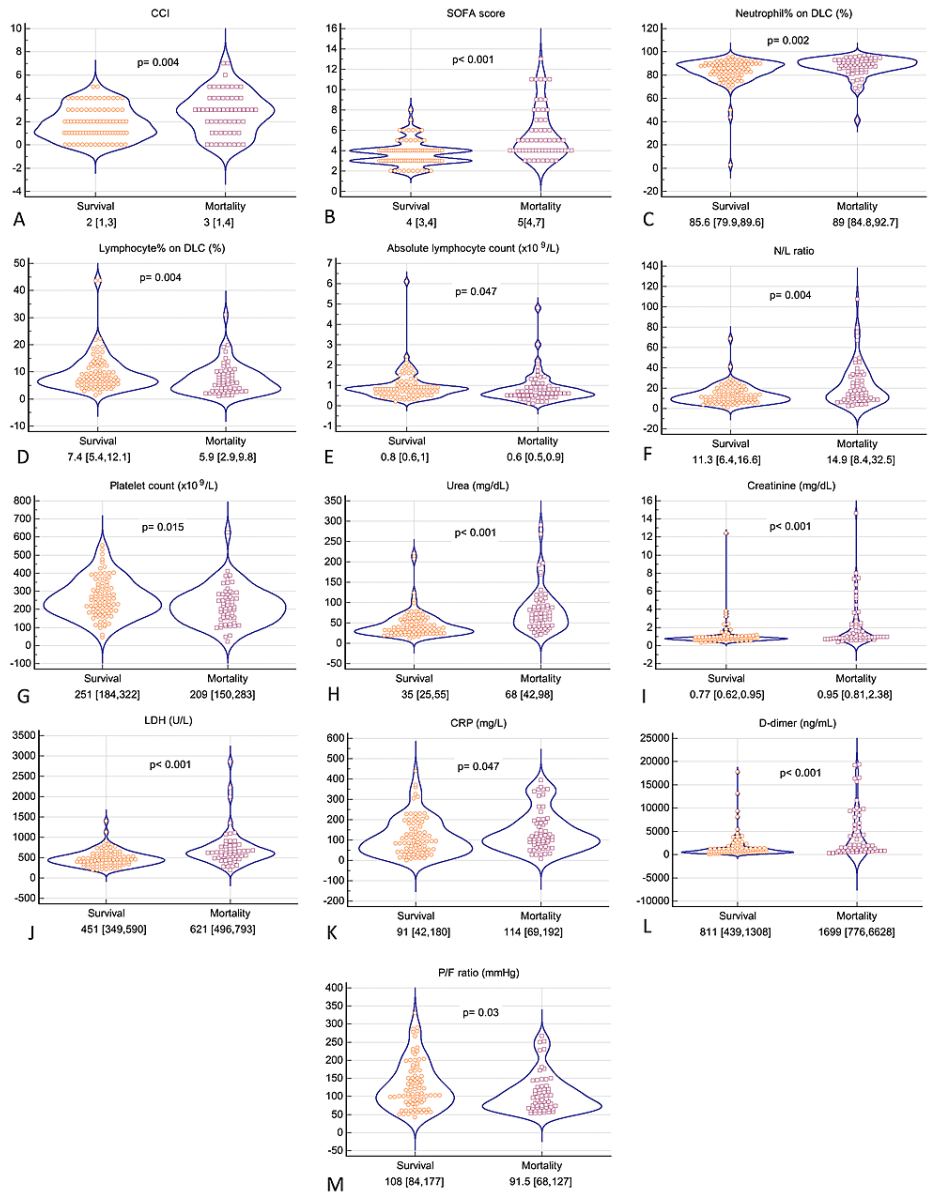 CCI
p= 0.004
12
10
8
6
4
2
0
-2
-4
Survival
Mortality
A
2 [1,3]
3 [1,4]
SOFA score
p< 0.001
16
14
12
10
8
6
4
2
0
Survival
Mortality
B
4 [3,4]
5[4,7]
Neutrophil% on DLC (%)
p= 0.002
120
100
80
60
40
20
0
-20
Survival
Mortality
C
85.6 [79.9,89.6]
89 [84.8,92.7]
Lymphocyte% on DLC (%)
p= 0.004
50
40
30
20
10
0
-10
Survival
Mortality
D
7.4 [5.4,12.1]
5.9 [2.9,9.8]
Absolute lymphocyte count (x10 9/L)
p= 0.047
7
6
5
4
3
2
1
0
-1
Survival
Mortality
E
0.8 [0.6,1]
0.6 [0.5,0.9]
N/L ratio
p= 0.004
140
120
100
80
60
40
20
0
-20
Survival
Mortality
F
11.3 [6.4,16.6]
14.9 [8.4,32.5]
Platelet count (x10 9/L)
p= 0.015
800
700
600
500
400
300
200
100
0
-100
Survival
Mortality
G
251 [184,322]
209 [150,283]
Urea (mg/dL)
p< 0.001
350
300
250
200
150
100
50
0
-50
Survival
Mortality
H
35 [25,55]
68 [42,98]
Creatinine (mg/dL)
p< 0.001
16
14
12
10
8
6
4
2
0
-2
Survival
Mortality
I
0.77 [0.62,0.95]
0.95 [0.81,2.38]
LDH (U/L)
p< 0.001
3500
3000
2500
2000
1500
1000
500
0
-500
Survival
Mortality
J
451 [349,590]
621 [496,793]
CRP (mg/L)
p= 0.047
600
500
400
300
200
100
0
-100
-200
Survival
Mortality
K
91 [42,180]
114 [69,192]
D-dimer (ng/mL)
p< 0.001
25000
20000
15000
10000
5000
0
-5000
-10000
Survival
Mortality
L
811 [439,1308]
1699 [776,6628]
P/F ratio (mmHg)
p= 0.03
400
350
300
250
200
150
100
50
0
-50
Survival
Mortality
M
108 [84,177]
91.5 [68,127]